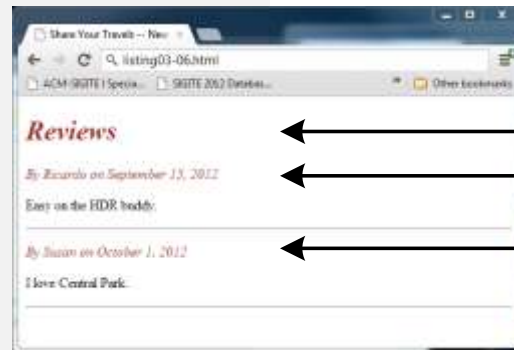 Share Your Travels -- New
listing03-06.html
ACM-SIGITE | Specia... SIGITE 2012 Databas... Other bookmarks
Reviews
By Ricardo on September 15, 2012
Easy on the HDR buddy.
By Susan on October 1, 2012
I love Central Park.